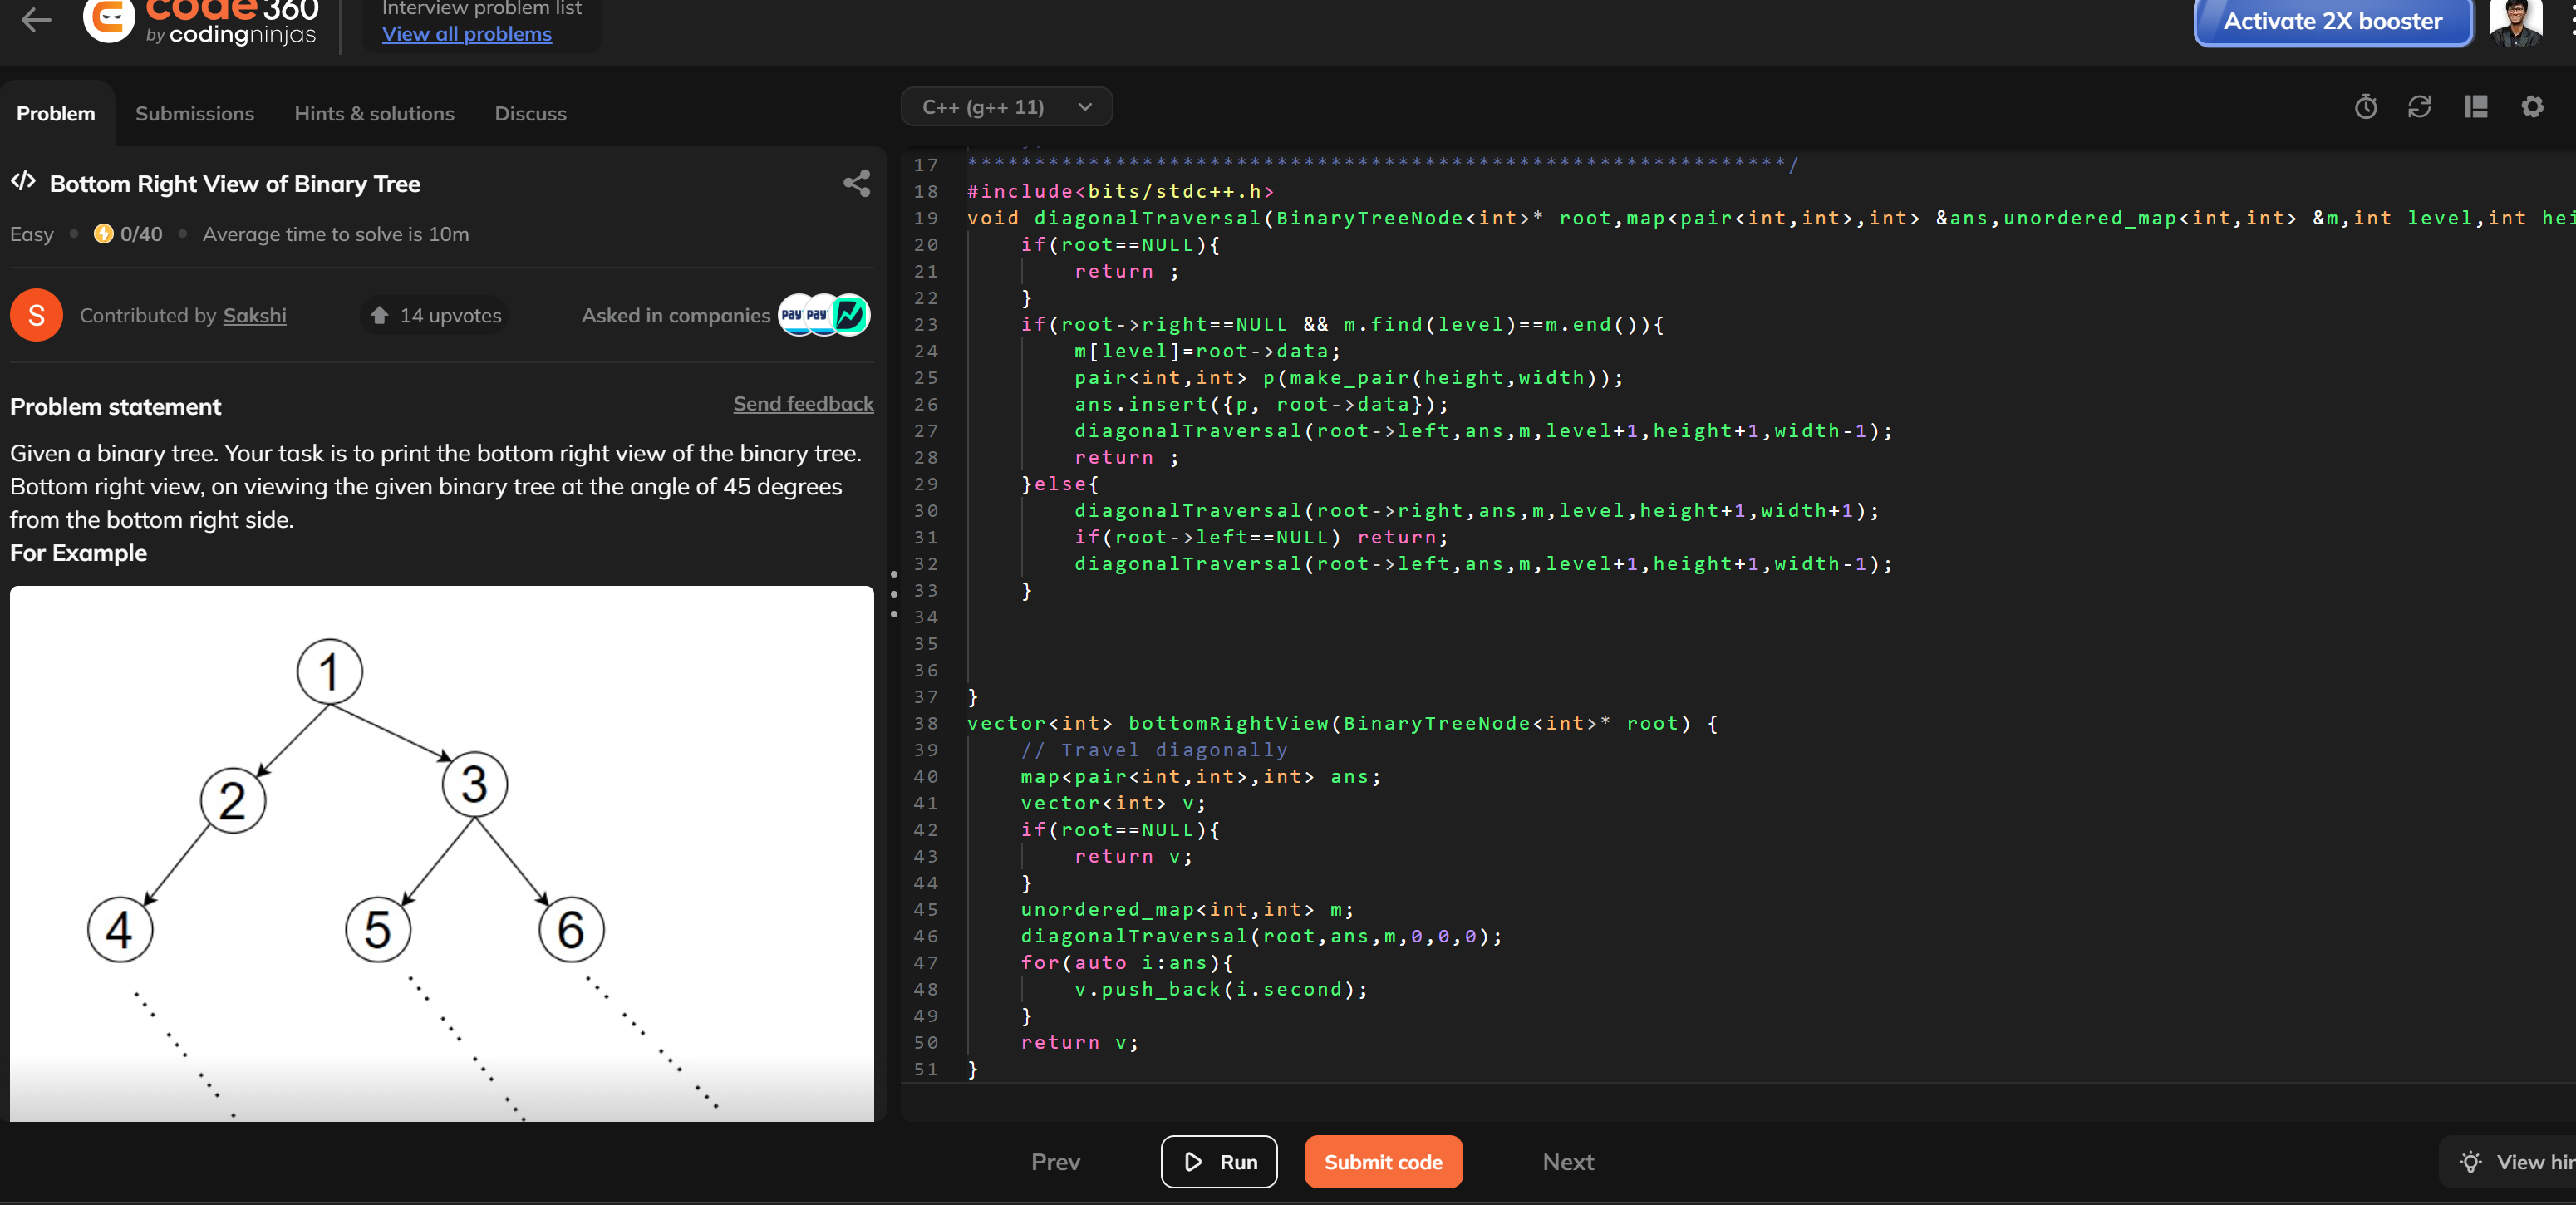 code 360
by codingninjas
Interview problem list
View all problems
Activate 2X booster
Problem
Submissions
Hints & solutions
Discuss
Bottom Right View of Binary Tree
Easy
0/40
Average time to solve is 10m
S
Contributed by Sakshi
14 upvotes
Asked in companies
PAY
PAY
Problem statement
Send feedback
Given a binary tree. Your task is to print the bottom right view of the binary tree.
Bottom right view, on viewing the given binary tree at the angle of 45 degrees
from the bottom right side.
For Example
1
2
3
4
5
6
C++ (g++ 11)
17 *************************************************************/
18 #include<bits/stdc++.h>
19 void diagonalTraversal(BinaryTreeNode<int>* root,map<pair<int,int>,int> &ans,unordered_map<int,int> &m,int level,int hei
20     if(root==NULL){
21         return ;
22     }
23     if(root->right==NULL && m.find(level)==m.end()){
24         m[level]=root->data;
25         pair<int,int> p(make_pair(height,width));
26         ans.insert({p, root->data});
27         diagonalTraversal(root->left,ans,m,level+1,height+1,width-1);
28         return ;
29     }else{
30         diagonalTraversal(root->right,ans,m,level,height+1,width+1);
31         if(root->left==NULL) return;
32         diagonalTraversal(root->left,ans,m,level+1,height+1,width-1);
33     }
34
35
36
37 }
38 vector<int> bottomRightView(BinaryTreeNode<int>* root) {
39     // Travel diagonally
40     map<pair<int,int>,int> ans;
41     vector<int> v;
42     if(root==NULL){
43         return v;
44     }
45     unordered_map<int,int> m;
46     diagonalTraversal(root,ans,m,0,0,0);
47     for(auto i:ans){
48         v.push_back(i.second);
49     }
50     return v;
51 }
Prev
Run
Submit code
Next
View hin